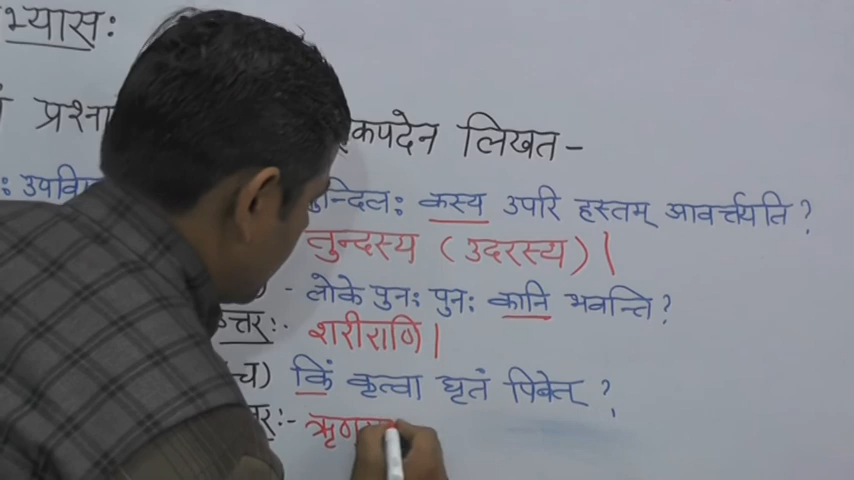 भ्यासः
प्रश्ना कपदेन लिखत-
ः उपवि न्दिलः कस्य उपरि हस्तम् आवर्त्तयति?
तुन्दस्य (उदरस्य)।
) - लोके पुनः पुनः कानि भवन्ति?
त्तरः- शरीराणि।
च) किं कृत्वा घृतं पिबेत्?
रः- ऋण